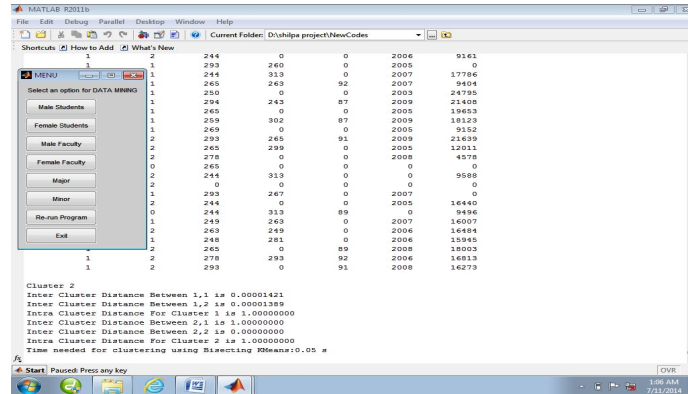 MATLAB R2011b
File Edit Debug Parallel Desktop Window Help
Current Folder: D:\shilpa project\NewCodes
Shortcuts How to Add What's New
1 2 244 0 0 2006 9161
1 1 293 260 0 2005 0
1 244 313 0 2007 17786
1 265 263 92 2007 9404
1 250 0 0 2003 24795
1 294 243 87 2009 21408
1 265 0 0 2005 19653
1 259 302 87 2009 18123
1 269 0 0 2005 9152
2 293 265 91 2009 21639
2 265 299 0 2005 12011
2 278 0 0 2008 4578
0 265 0 0 0 0
2 244 313 0 0 9588
2 0 0 0 0 0
1 293 267 0 2007 0
2 244 0 0 2005 16440
0 244 313 89 0 9496
1 249 263 0 2007 16007
2 263 249 0 2006 16484
1 248 281 0 2006 15945
2 265 0 89 2008 18003
1 2 278 293 92 2006 16813
1 2 293 0 91 2008 16273
MENU
Select an option for DATA MINING
Male Students
Female Students
Male Faculty
Female Faculty
Major
Minor
Re-run Program
Exit
Cluster 2
Inter Cluster Distance Between 1,1 is 0.00001421
Inter Cluster Distance Between 1,2 is 0.00001389
Intra Cluster Distance For Cluster 1 is 1.00000000
Inter Cluster Distance Between 2,1 is 1.00000000
Inter Cluster Distance Between 2,2 is 0.00000000
Intra Cluster Distance For Cluster 2 is 1.00000000
Time needed for clustering using Bisecting KMeans:0.05 s
fx
Start Paused: Press any key
OVR
1:06 AM
7/11/2014